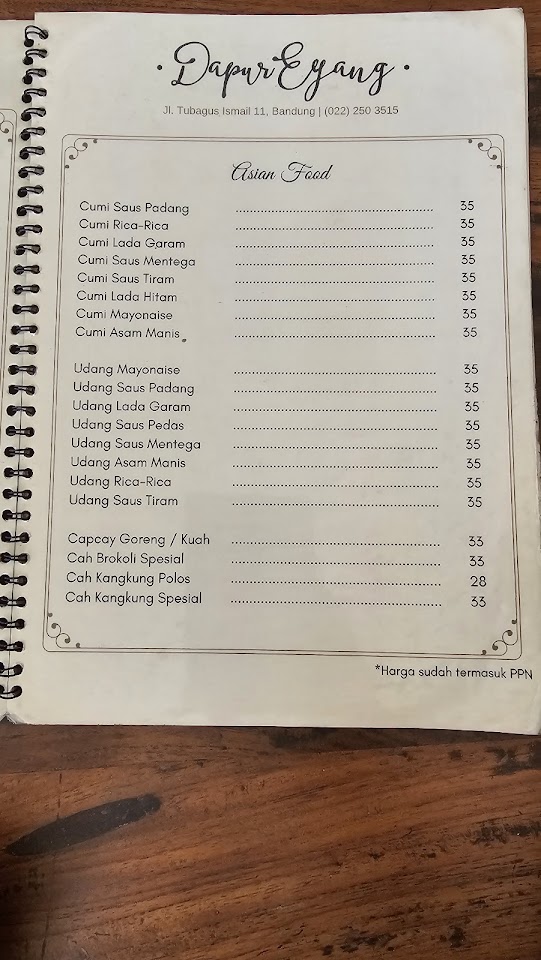 · Dapur Eyang ·
Jl. Tubagus Ismail 11, Bandung | (022) 250 3515
Asian Food
Cumi Saus Padang ........................................ 35
Cumi Rica-Rica ........................................ 35
Cumi Lada Garam ........................................ 35
Cumi Saus Mentega ........................................ 35
Cumi Saus Tiram ........................................ 35
Cumi Lada Hitam ........................................ 35
Cumi Mayonaise ........................................ 35
Cumi Asam Manis ........................................ 35
Udang Mayonaise ........................................ 35
Udang Saus Padang ........................................ 35
Udang Lada Garam ........................................ 35
Udang Saus Pedas ........................................ 35
Udang Saus Mentega ........................................ 35
Udang Asam Manis ........................................ 35
Udang Rica-Rica ........................................ 35
Udang Saus Tiram ........................................ 35
Capcay Goreng / Kuah ........................................ 33
Cah Brokoli Spesial ........................................ 33
Cah Kangkung Polos ........................................ 28
Cah Kangkung Spesial ........................................ 33
*Harga sudah termasuk PPN